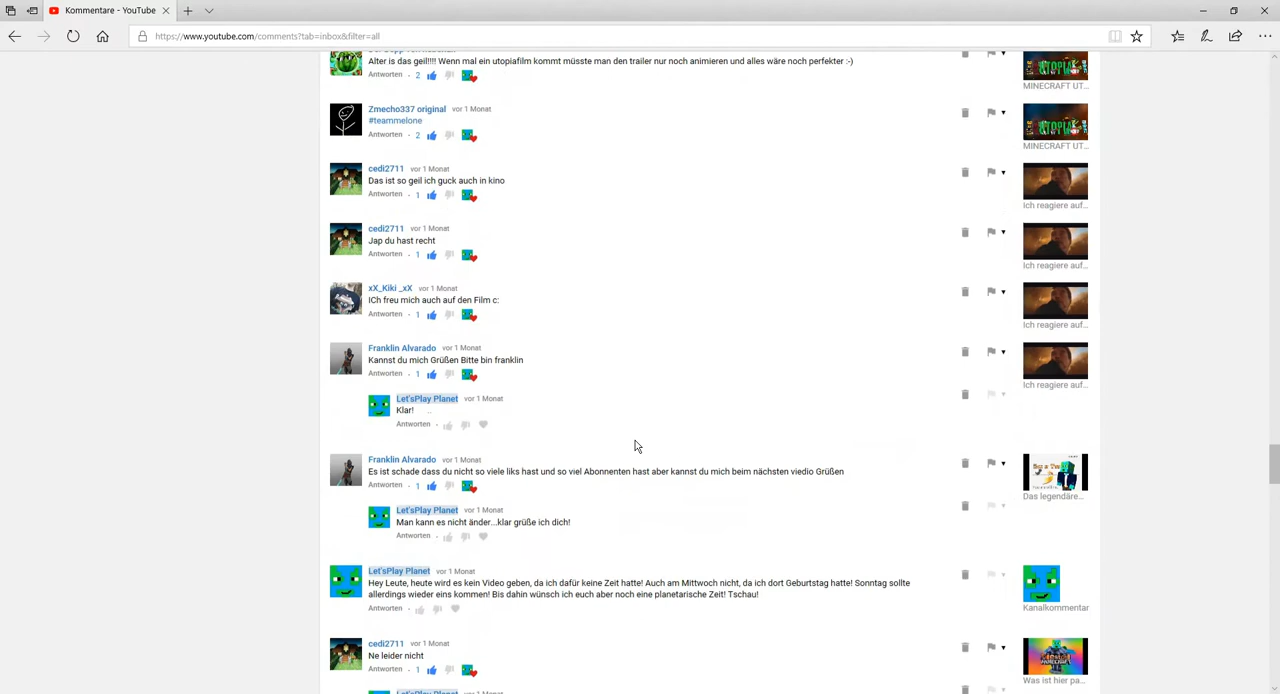 Kommentare - YouTube
https://www.youtube.com/comments?tab=inbox&filter=all
Alter is das geil!!!! Wenn mal ein utopiafilm kommt müsste man den trailer nur noch animieren und alles wäre noch perfekter :-)
Antworten · 2
MINECRAFT UT...
Zmecho337 original vor 1 Monat
#teammelone
Antworten · 2
MINECRAFT UT...
cedi2711 vor 1 Monat
Das ist so geil ich guck auch in kino
Antworten · 1
Ich reagiere auf...
cedi2711 vor 1 Monat
Jap du hast recht
Antworten · 1
Ich reagiere auf...
xX_Kiki _xX vor 1 Monat
ICh freu mich auch auf den Film c:
Antworten · 1
Ich reagiere auf...
Franklin Alvarado vor 1 Monat
Kannst du mich Grüßen Bitte bin franklin
Antworten · 1
Ich reagiere auf...
Let'sPlay Planet vor 1 Monat
Klar!
Antworten ·
Franklin Alvarado vor 1 Monat
Es ist schade dass du nicht so viele liks hast und so viel Abonnenten hast aber kannst du mich beim nächsten viedio Grüßen
Antworten · 1
Das legendäre...
Let'sPlay Planet vor 1 Monat
Man kann es nicht änder...klar grüße ich dich!
Antworten ·
Let'sPlay Planet vor 1 Monat
Hey Leute, heute wird es kein Video geben, da ich dafür keine Zeit hatte! Auch am Mittwoch nicht, da ich dort Geburtstag hatte! Sonntag sollte
allerdings wieder eins kommen! Bis dahin wünsch ich euch aber noch eine planetarische Zeit! Tschau!
Antworten ·
Kanalkommentar
cedi2711 vor 1 Monat
Ne leider nicht
Antworten · 1
Was ist hier pa...
Let'sPlay Planet